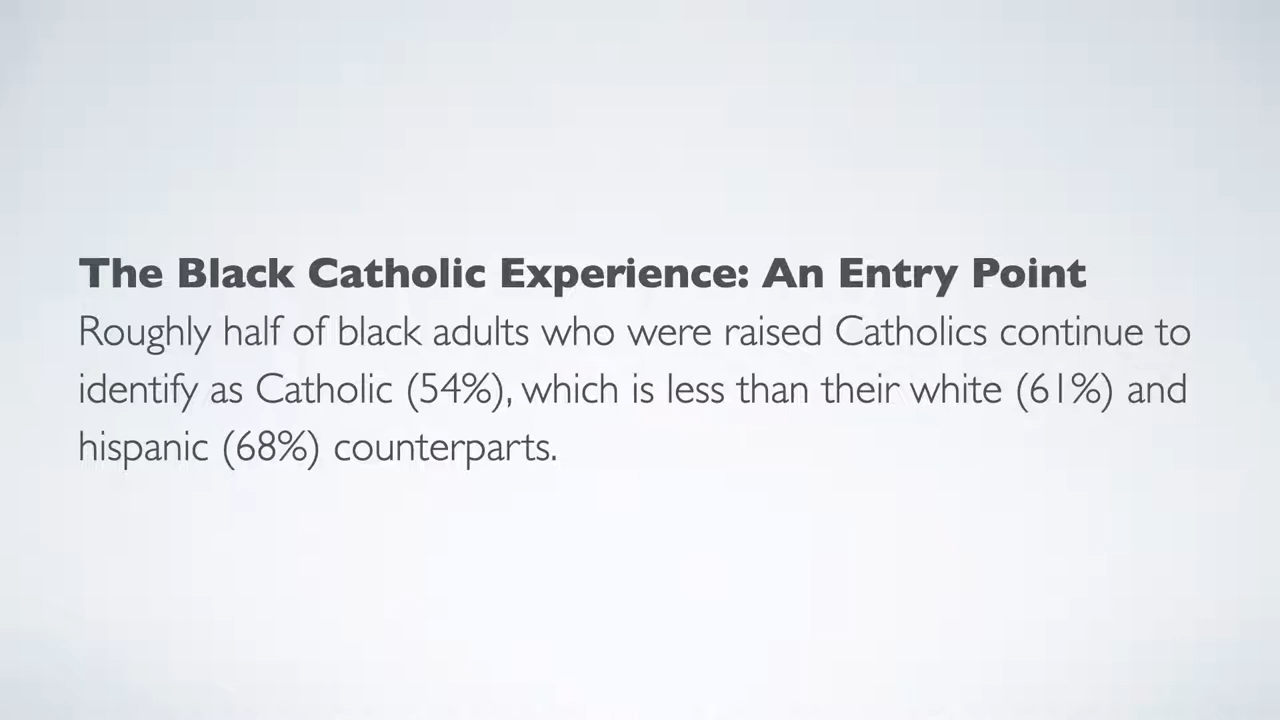 The Black Catholic Experience: An Entry Point
Roughly half of black adults who were raised Catholics continue to
identify as Catholic (54%), which is less than their white (61%) and
hispanic (68%) counterparts.